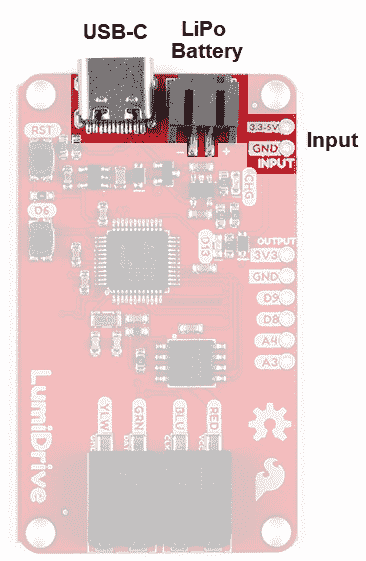 USB-C
LiPo
Battery
RST
3.3-5V
Input
GND
INPUT
- +
CHG
D6
D13
OUTPUT
3V3
GND
D9
D8
A4
A3
LumiDrive
YLW
GRN
BLU
RED